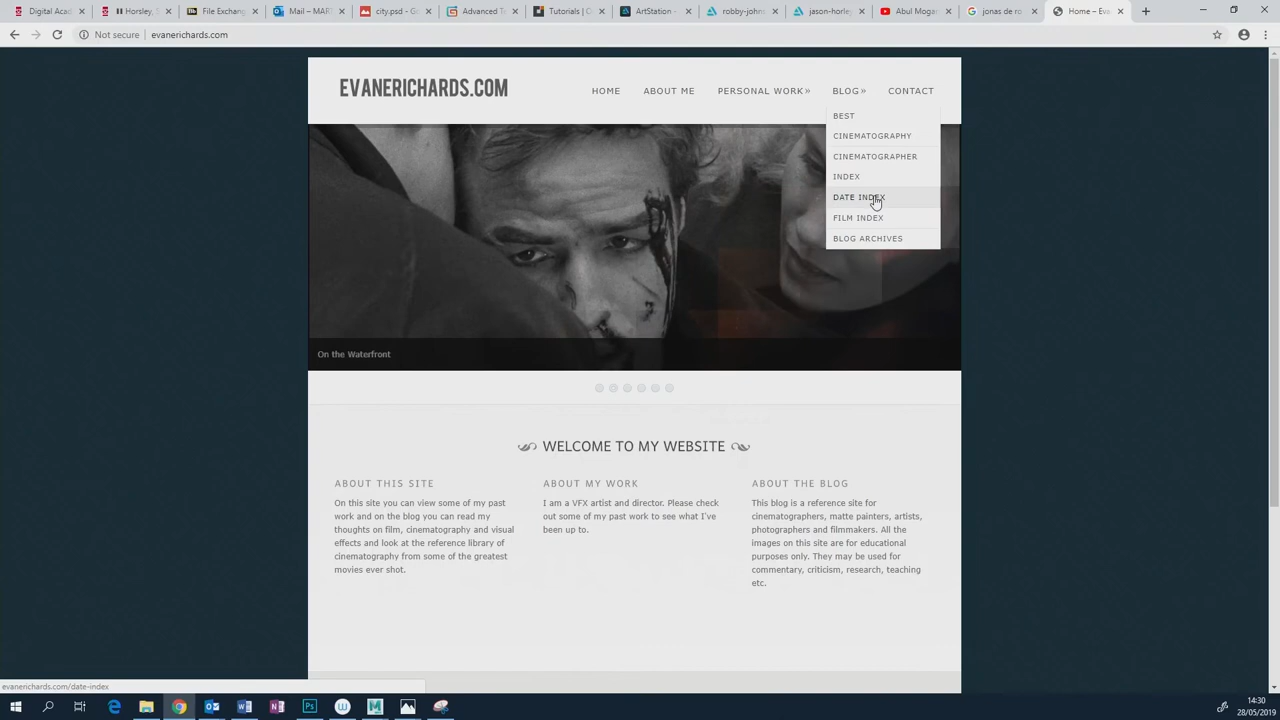 Digital Acad
Horsley, S
File Exchan
Mail – MAR
city.psd - G
Advanced T
Tutorials | D
ArtStation -
robby-john
jason-horle
Abul Mogar
jonas de ro
Home – Eva
Not secure | evanerichards.com
EVANERICHARDS.COM
HOME ABOUT ME PERSONAL WORK» BLOG» CONTACT
BEST
CINEMATOGRAPHY
CINEMATOGRAPHER
INDEX
DATE INDEX
FILM INDEX
BLOG ARCHIVES
On the Waterfront
WELCOME TO MY WEBSITE
ABOUT THIS SITE
On this site you can view some of my past
work and on the blog you can read my
thoughts on film, cinematography and visual
effects and look at the reference library of
cinematography from some of the greatest
movies ever shot.
ABOUT MY WORK
I am a VFX artist and director. Please check
out some of my past work to see what I've
been up to.
ABOUT THE BLOG
This blog is a reference site for
cinematographers, matte painters, artists,
photographers and filmmakers. All the
images on this site are for educational
purposes only. They may be used for
commentary, criticism, research, teaching
etc.
evanerichards.com/date-index
14:30
28/05/2019